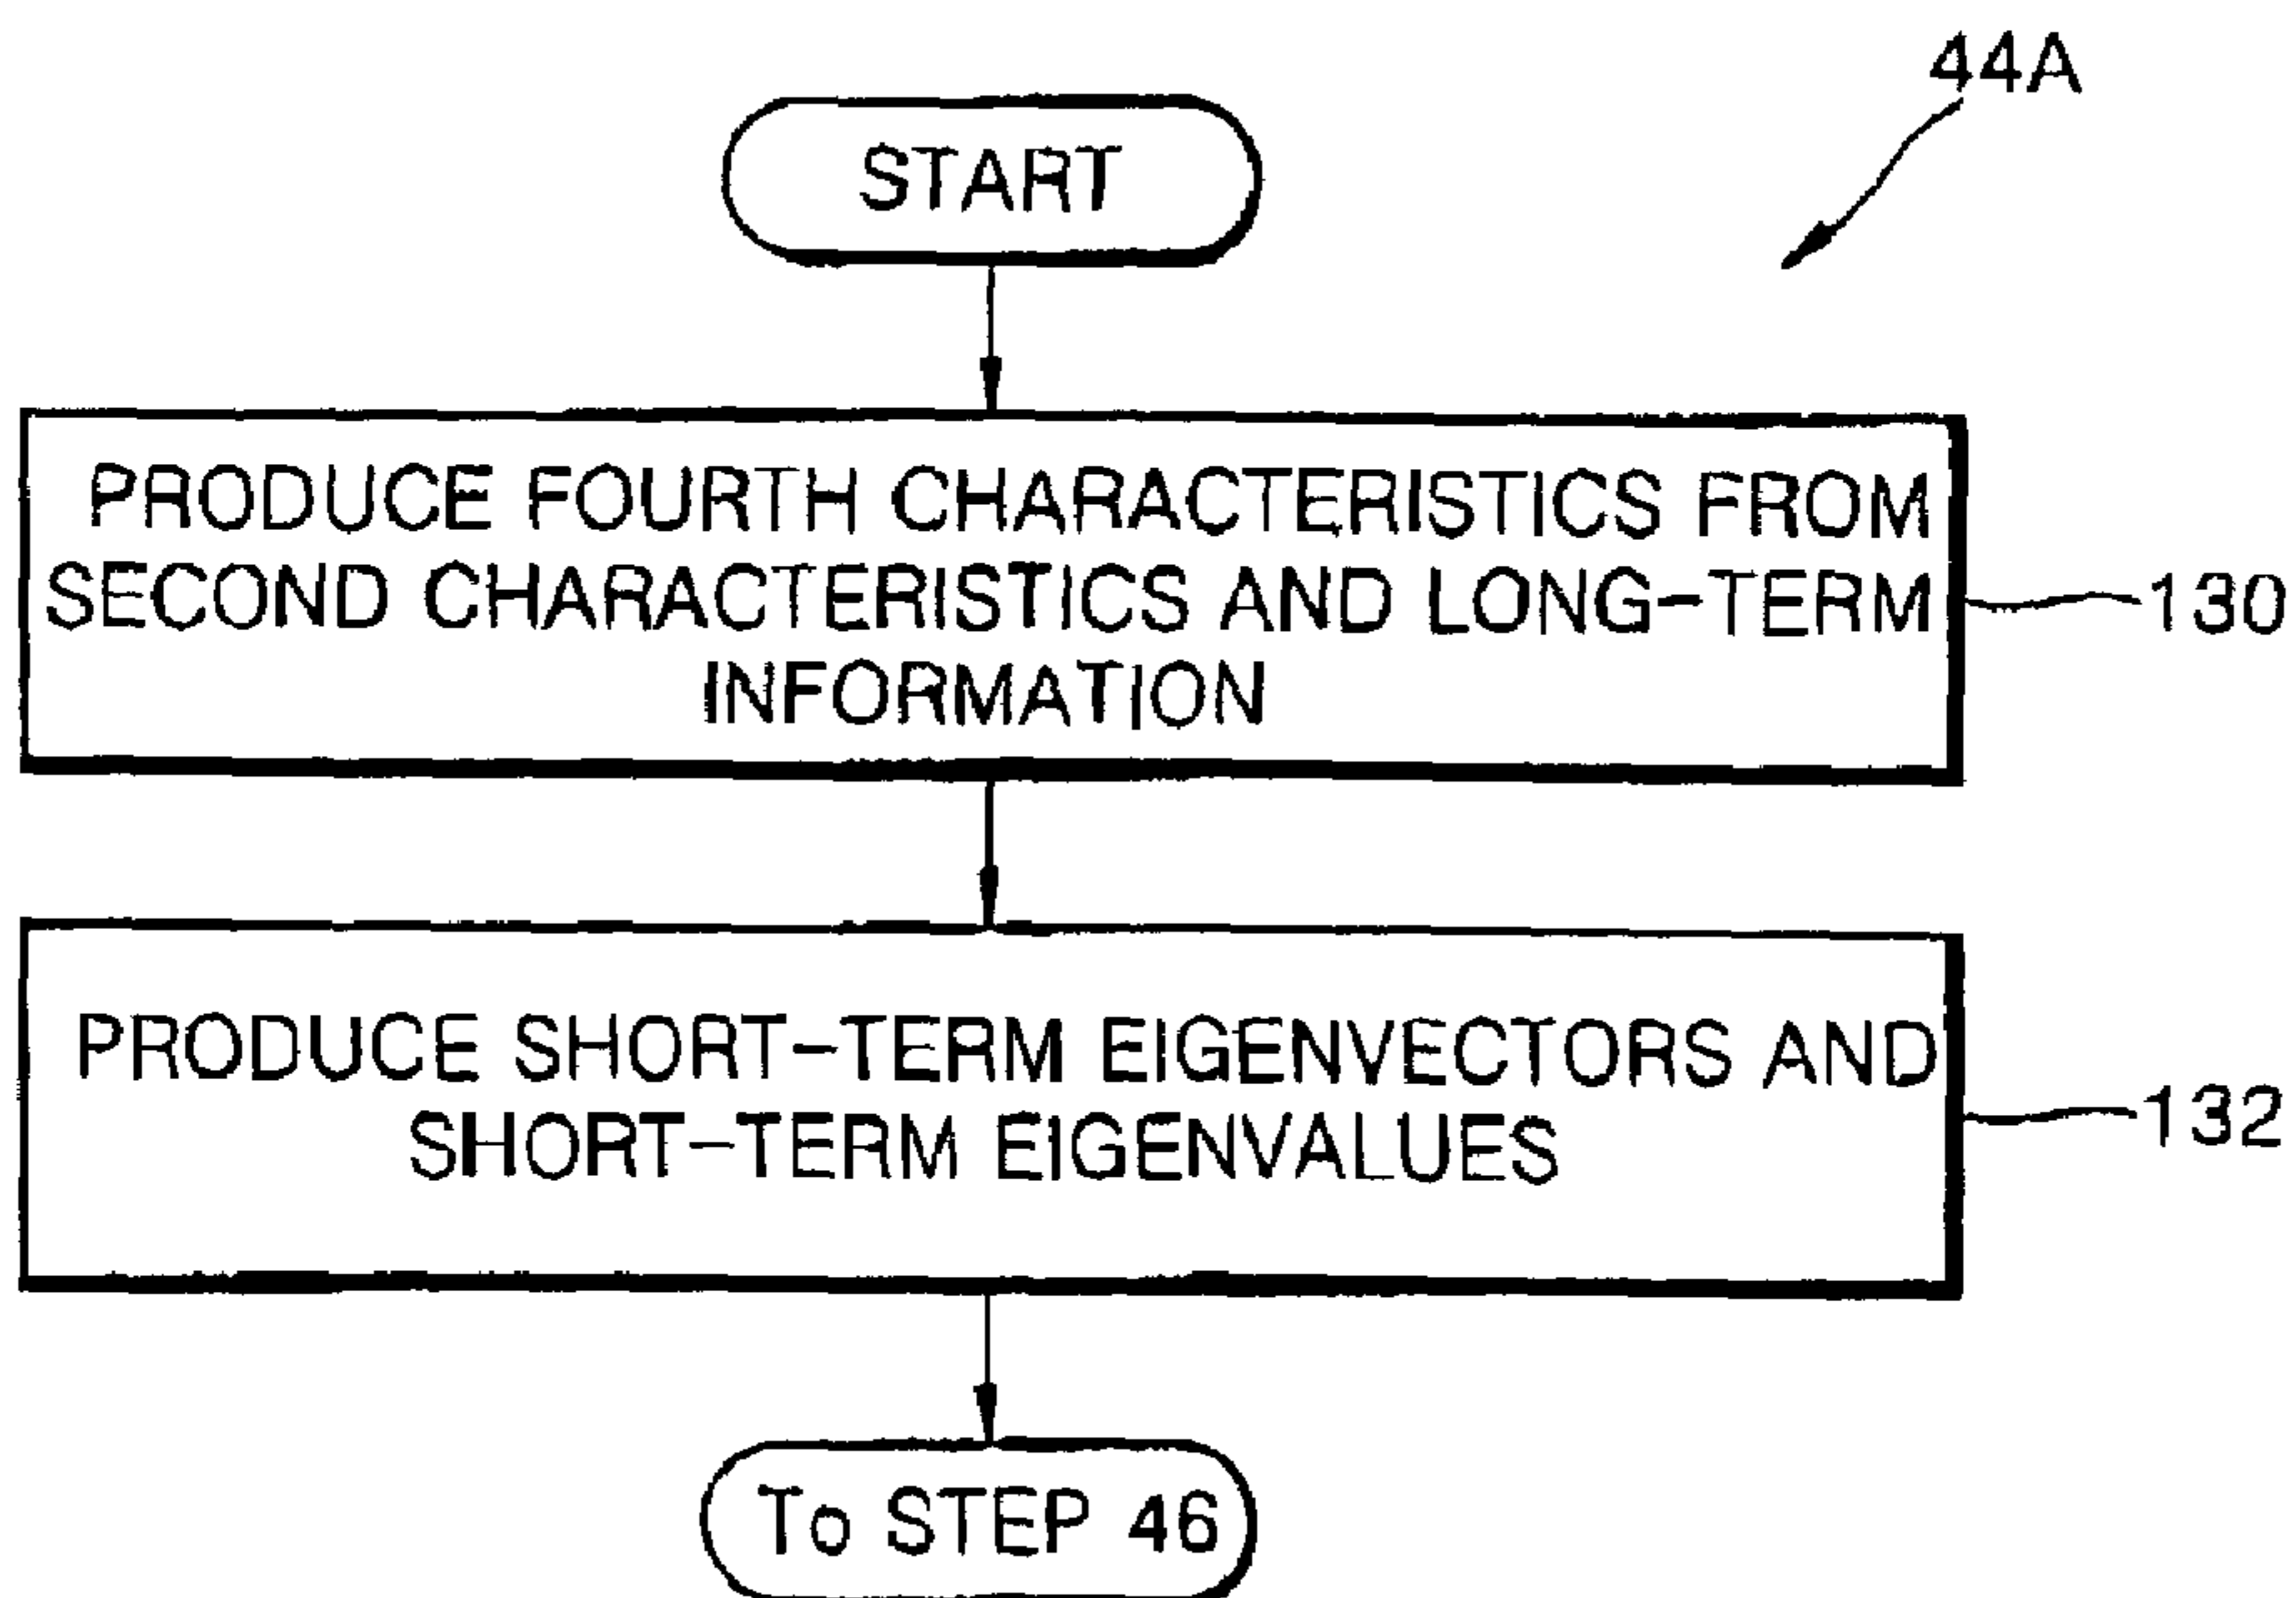 44A
START
PRODUCE FOURTH CHARACTERISTICS FROM
SECOND CHARACTERISTICS AND LONG-TERM
INFORMATION
130
PRODUCE SHORT-TERM EIGENVECTORS AND
SHORT-TERM EIGENVALUES
132
To STEP 46